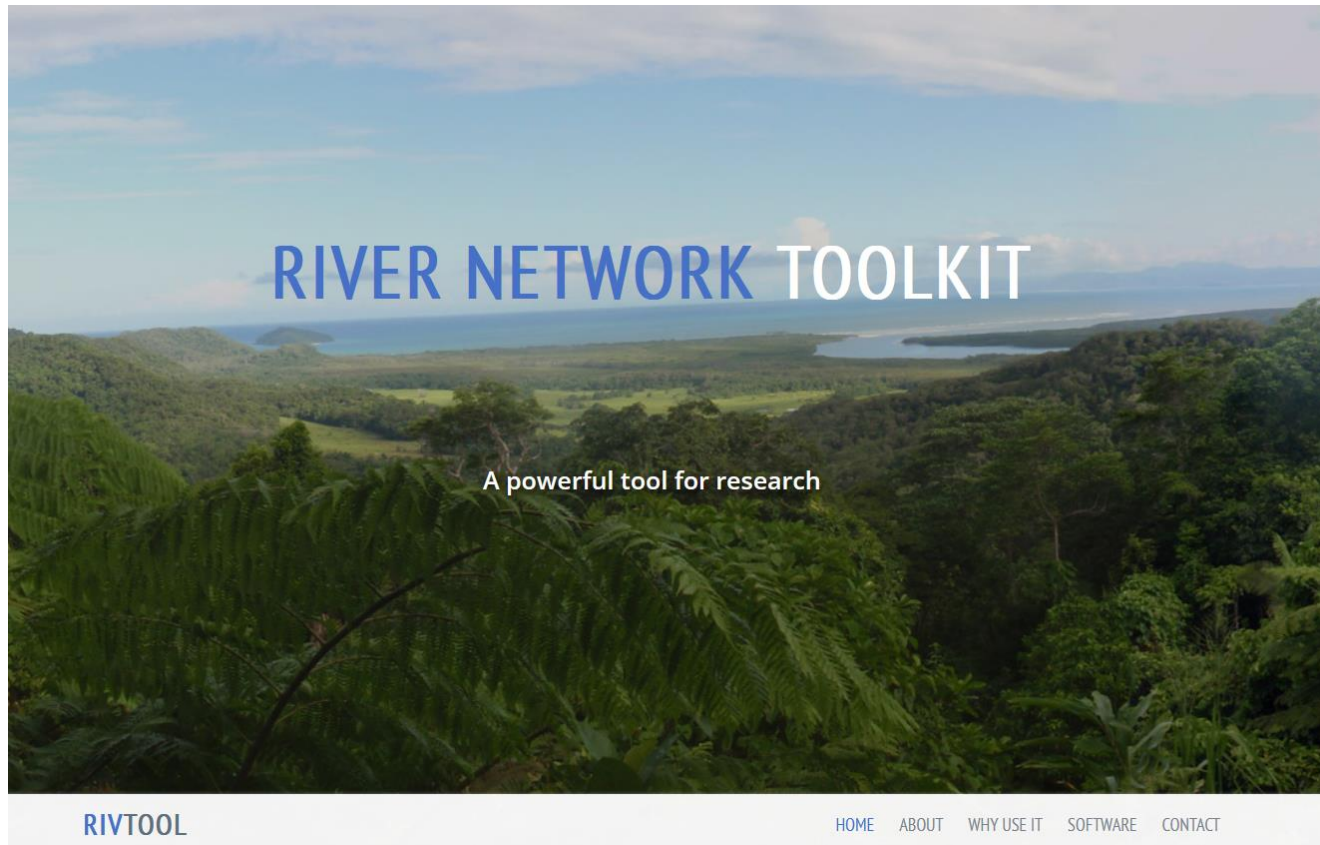 RIVER NETWORK TOOLKIT
A powerful tool for research
RIVTOOL HOME ABOUT WHY USE IT SOFTWARE CONTACT